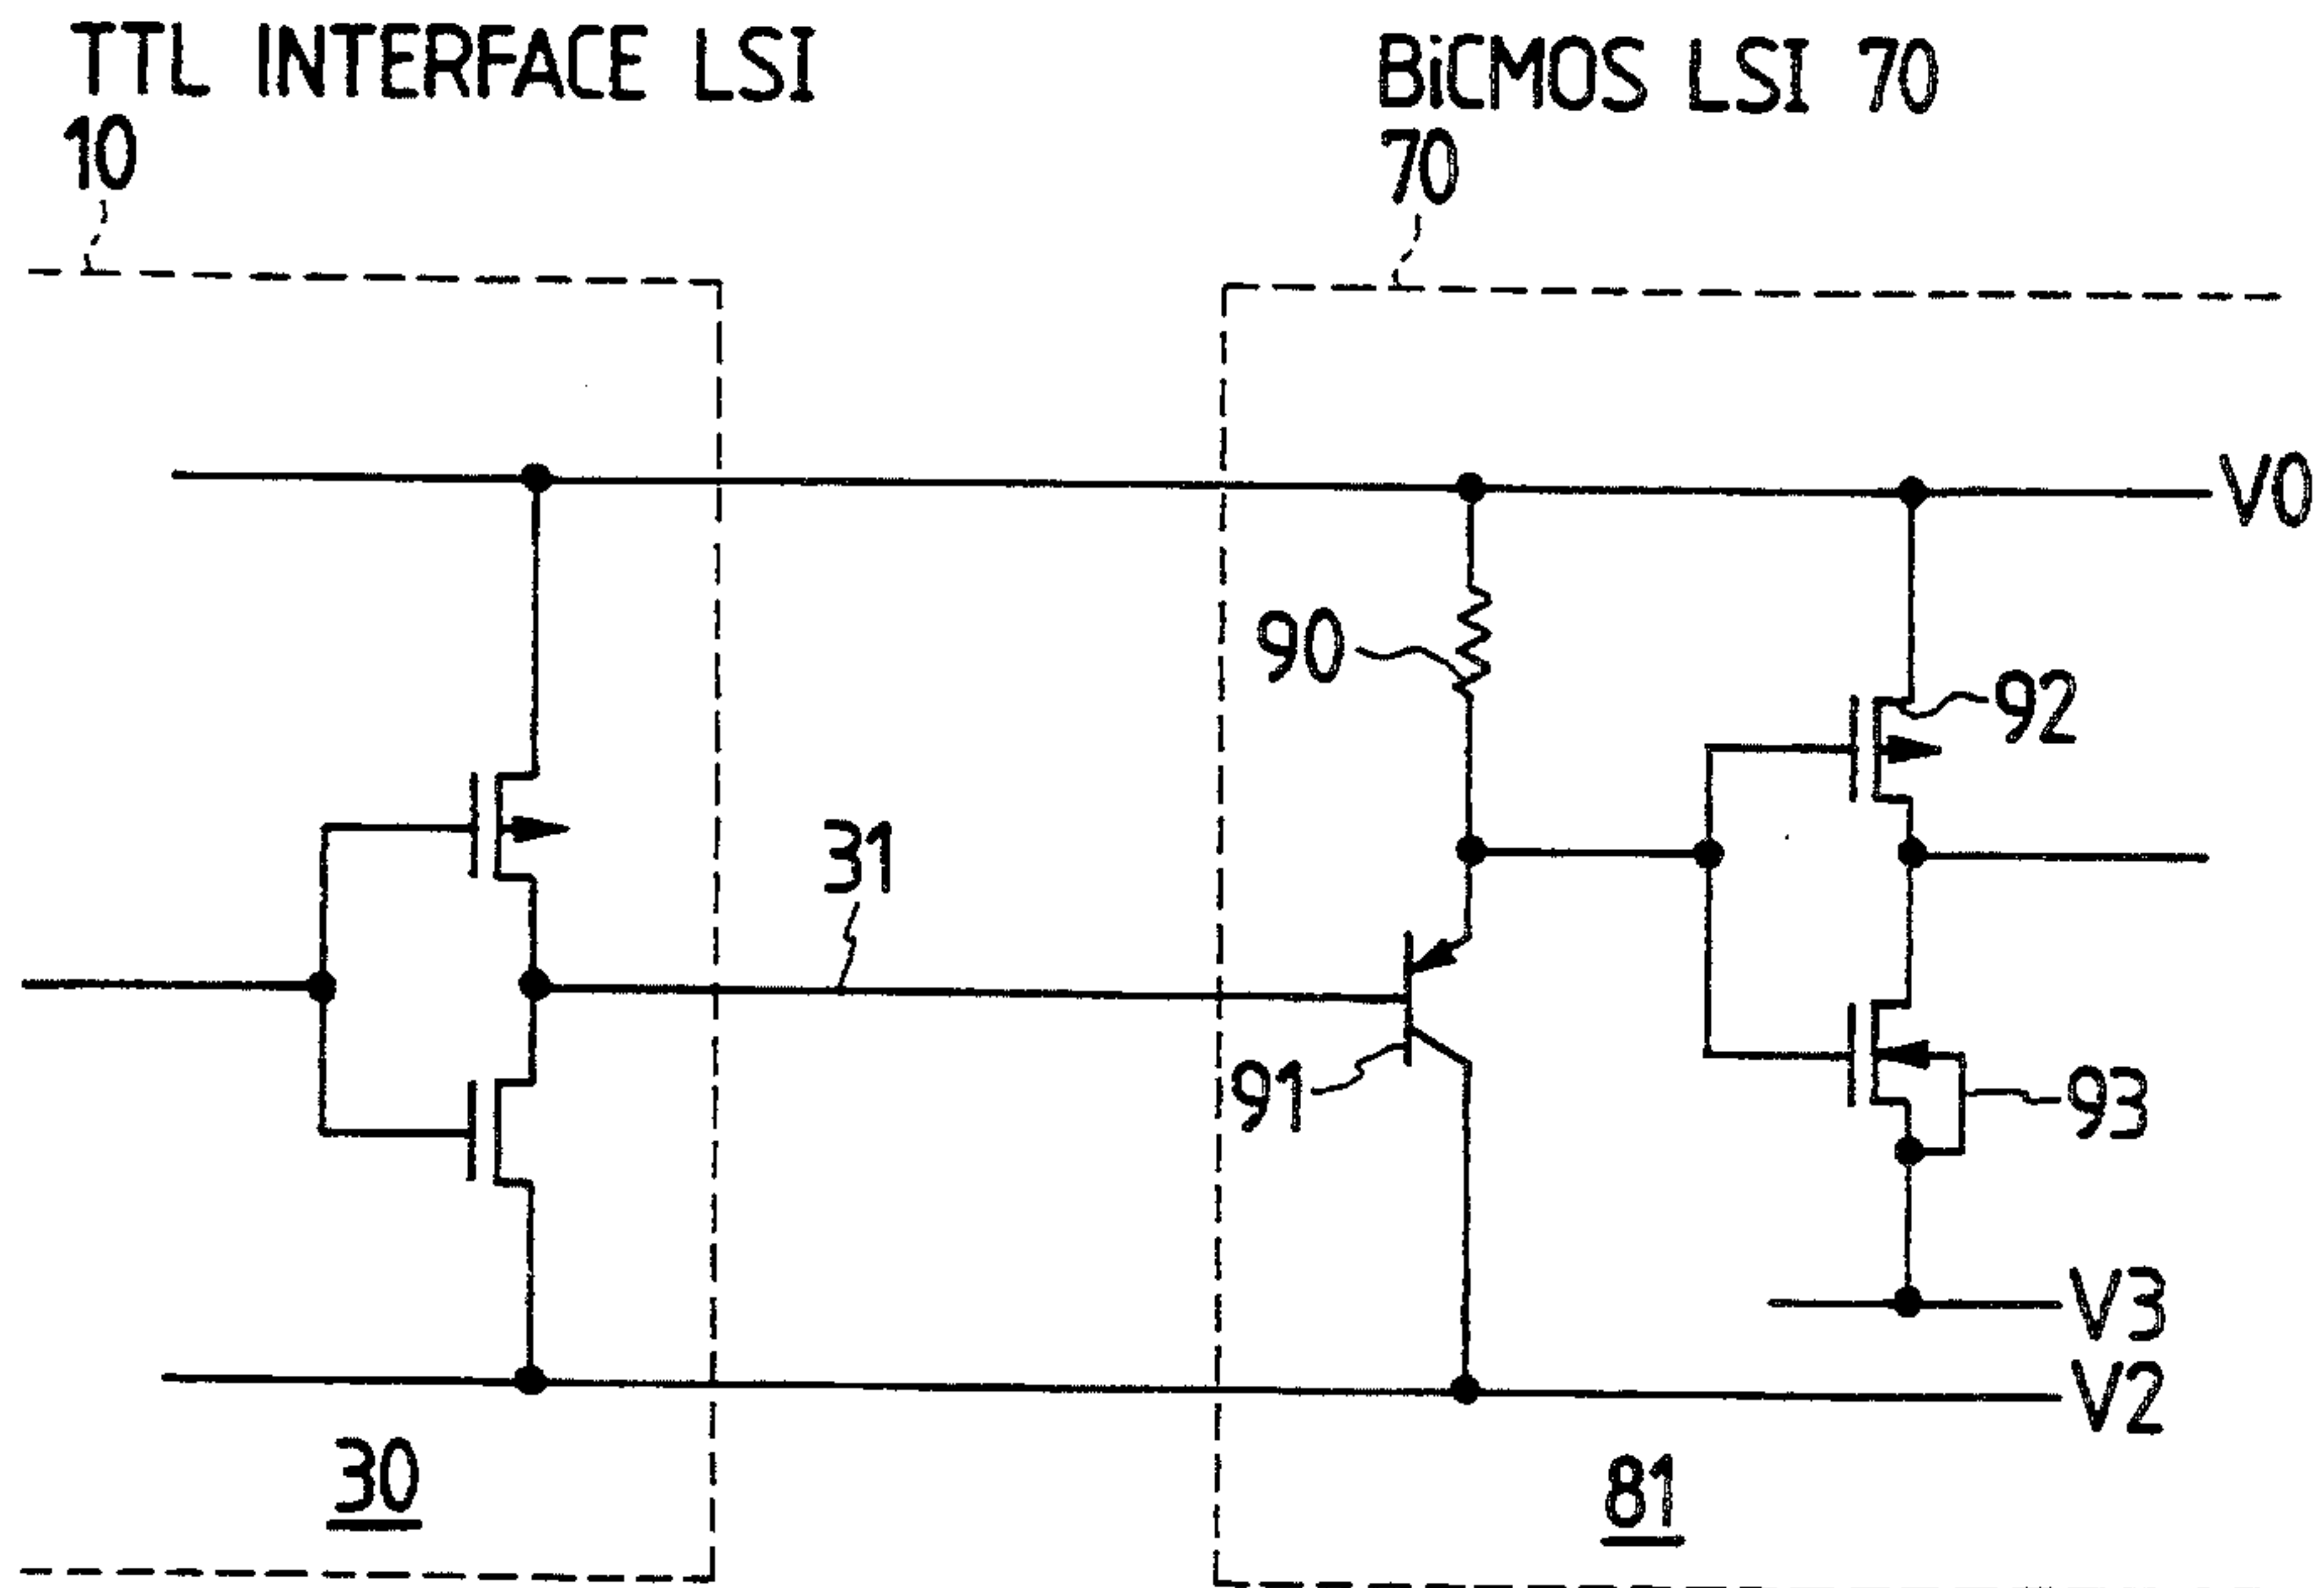 TTL INTERFACE LSI
10
BiCMOS LSI 70
70
V0
90
92
31
91
93
V3
V2
30
81